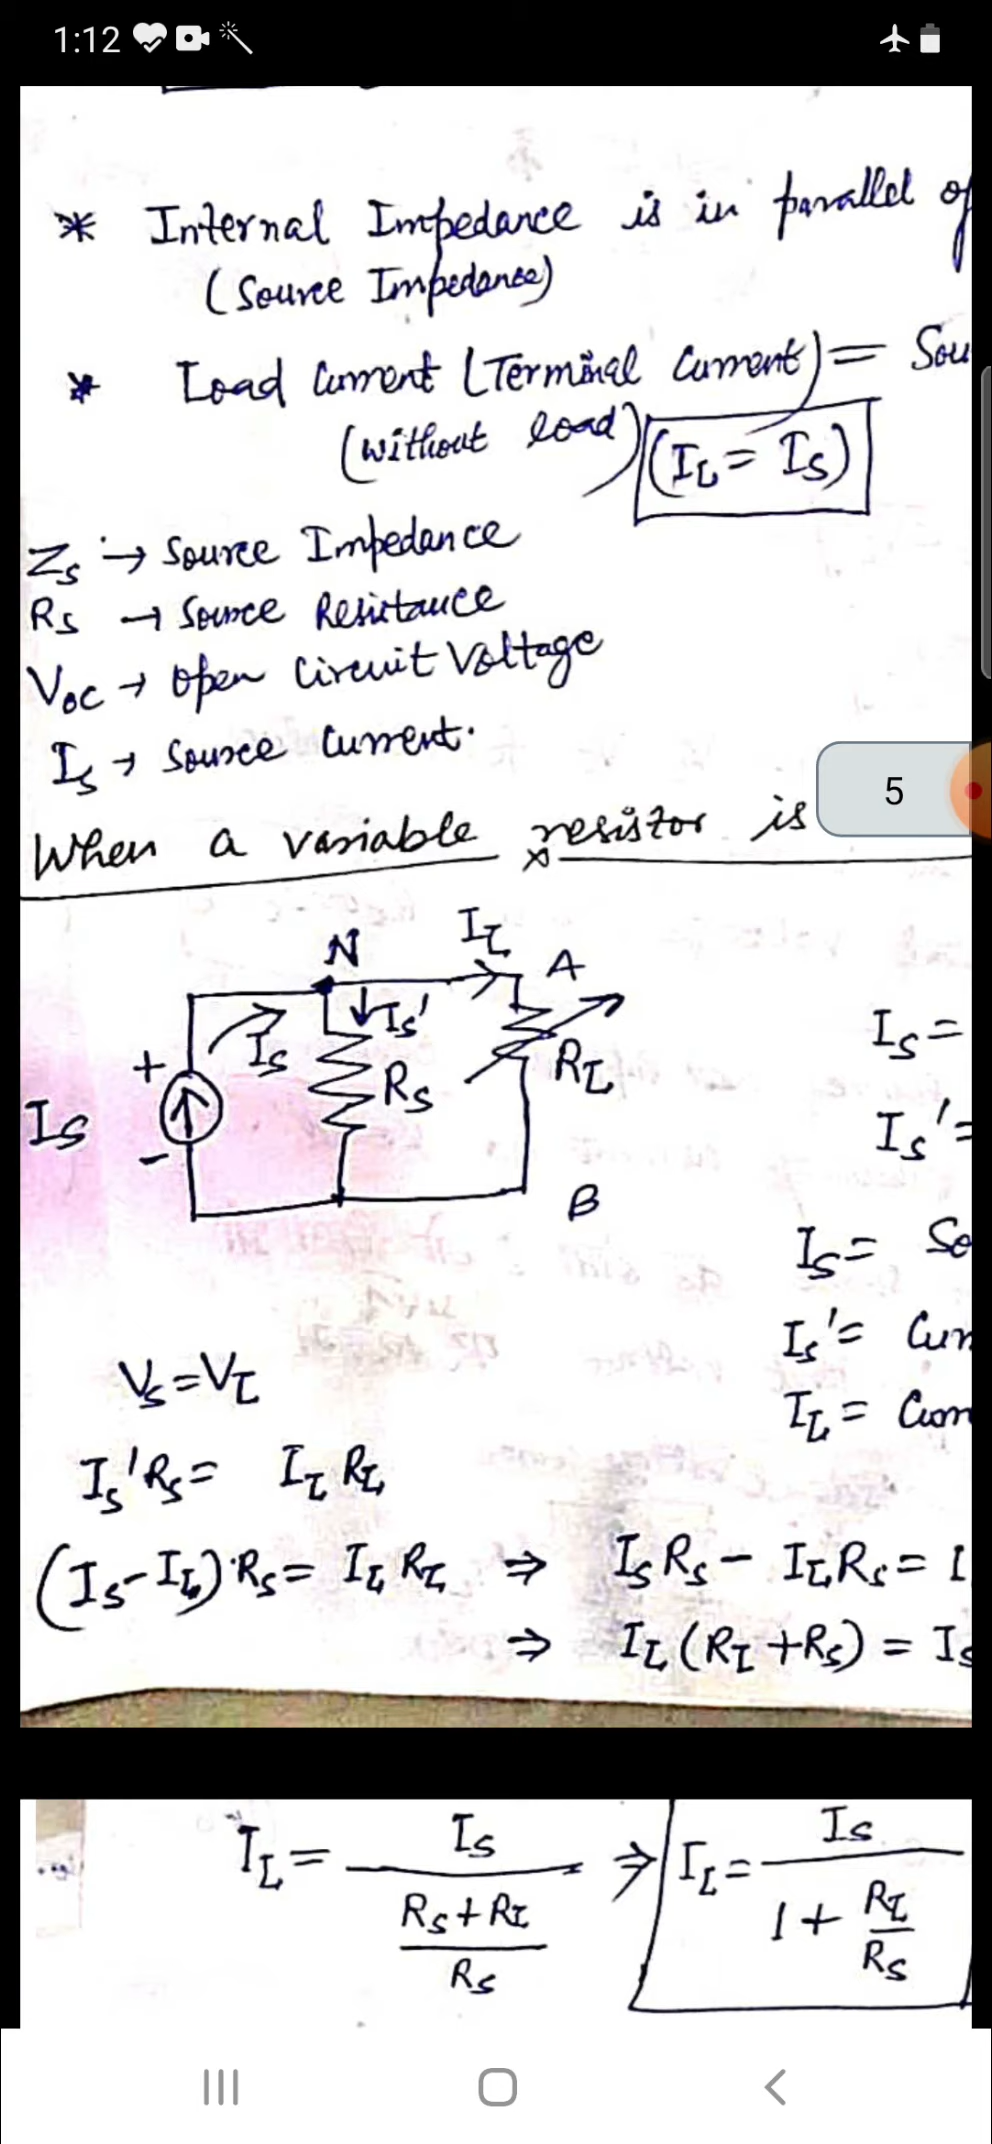 1:12
* Internal Impedance is in parallel of
(Source Impedance)
* Load Current (Terminal Current) = Sou
(without load) (IL = IS)
Zs → Source Impedance
Rs → Source Resistance
Voc → Open Circuit Voltage
Is → Source Current.
5
When a variable resistor is
N IL A
Is Is'
+ Rs RL
Is
-
B
Is =
Is' =
Is = So
Is' = Curr
IL = Curr
Vs = VL
Is' Rs = IL RL
(Is - IL) · Rs = IL RL ⇒ Is Rs - IL Rs = I
⇒ IL (RL + Rs) = Is
IL = Is / ((Rs + RL) / Rs) ⇒ IL = Is / (1 + RL / Rs)